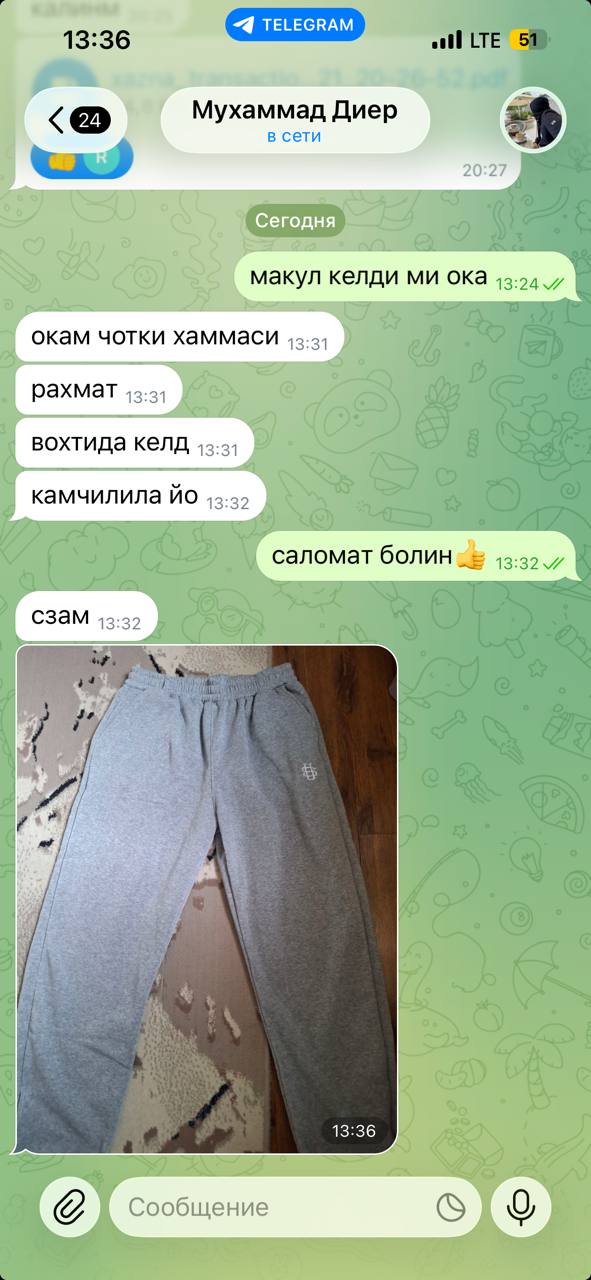 13:36
TELEGRAM
LTE
51
24
Мухаммад Диер
в сети
R
20:27
Сегодня
макул келди ми ока 13:24
окам чотки хаммаси 13:31
рахмат 13:31
вохтида келд 13:31
камчилила йо 13:32
саломат болин👍 13:32
сзам 13:32
13:36
Сообщение